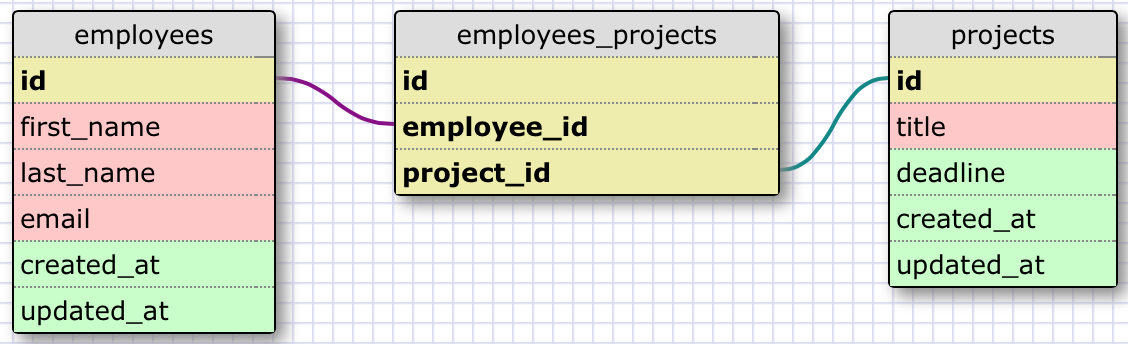 employees
id
first_name
last_name
email
created_at
updated_at
employees_projects
id
employee_id
project_id
projects
id
title
deadline
created_at
updated_at